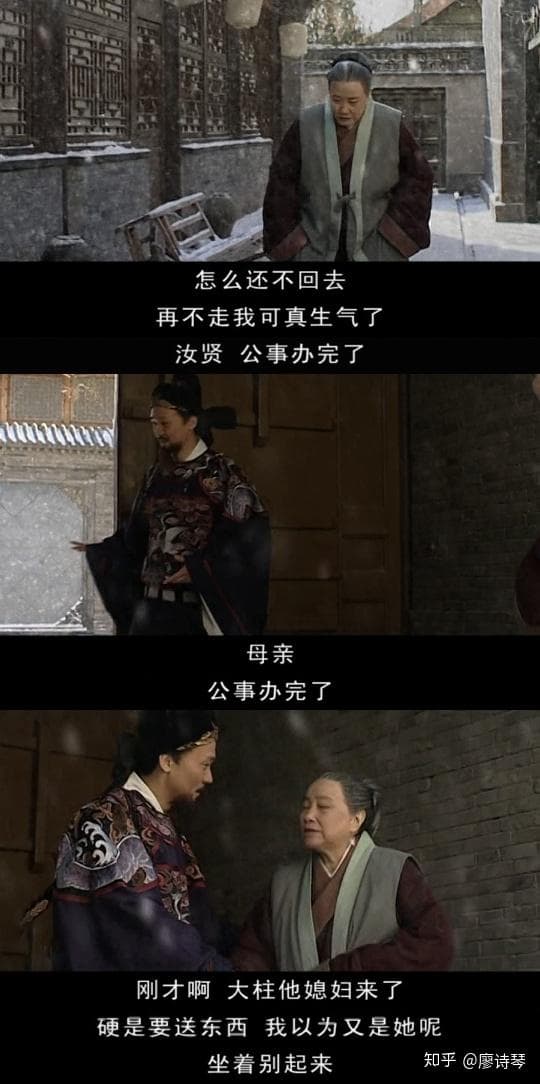 怎么还不回去
再不走我可真生气了
汝贤 公事办完了
母亲
公事办完了
刚才啊 大柱他媳妇来了
硬是要送东西 我以为又是她呢
坐着别起来
知乎 @廖诗琴